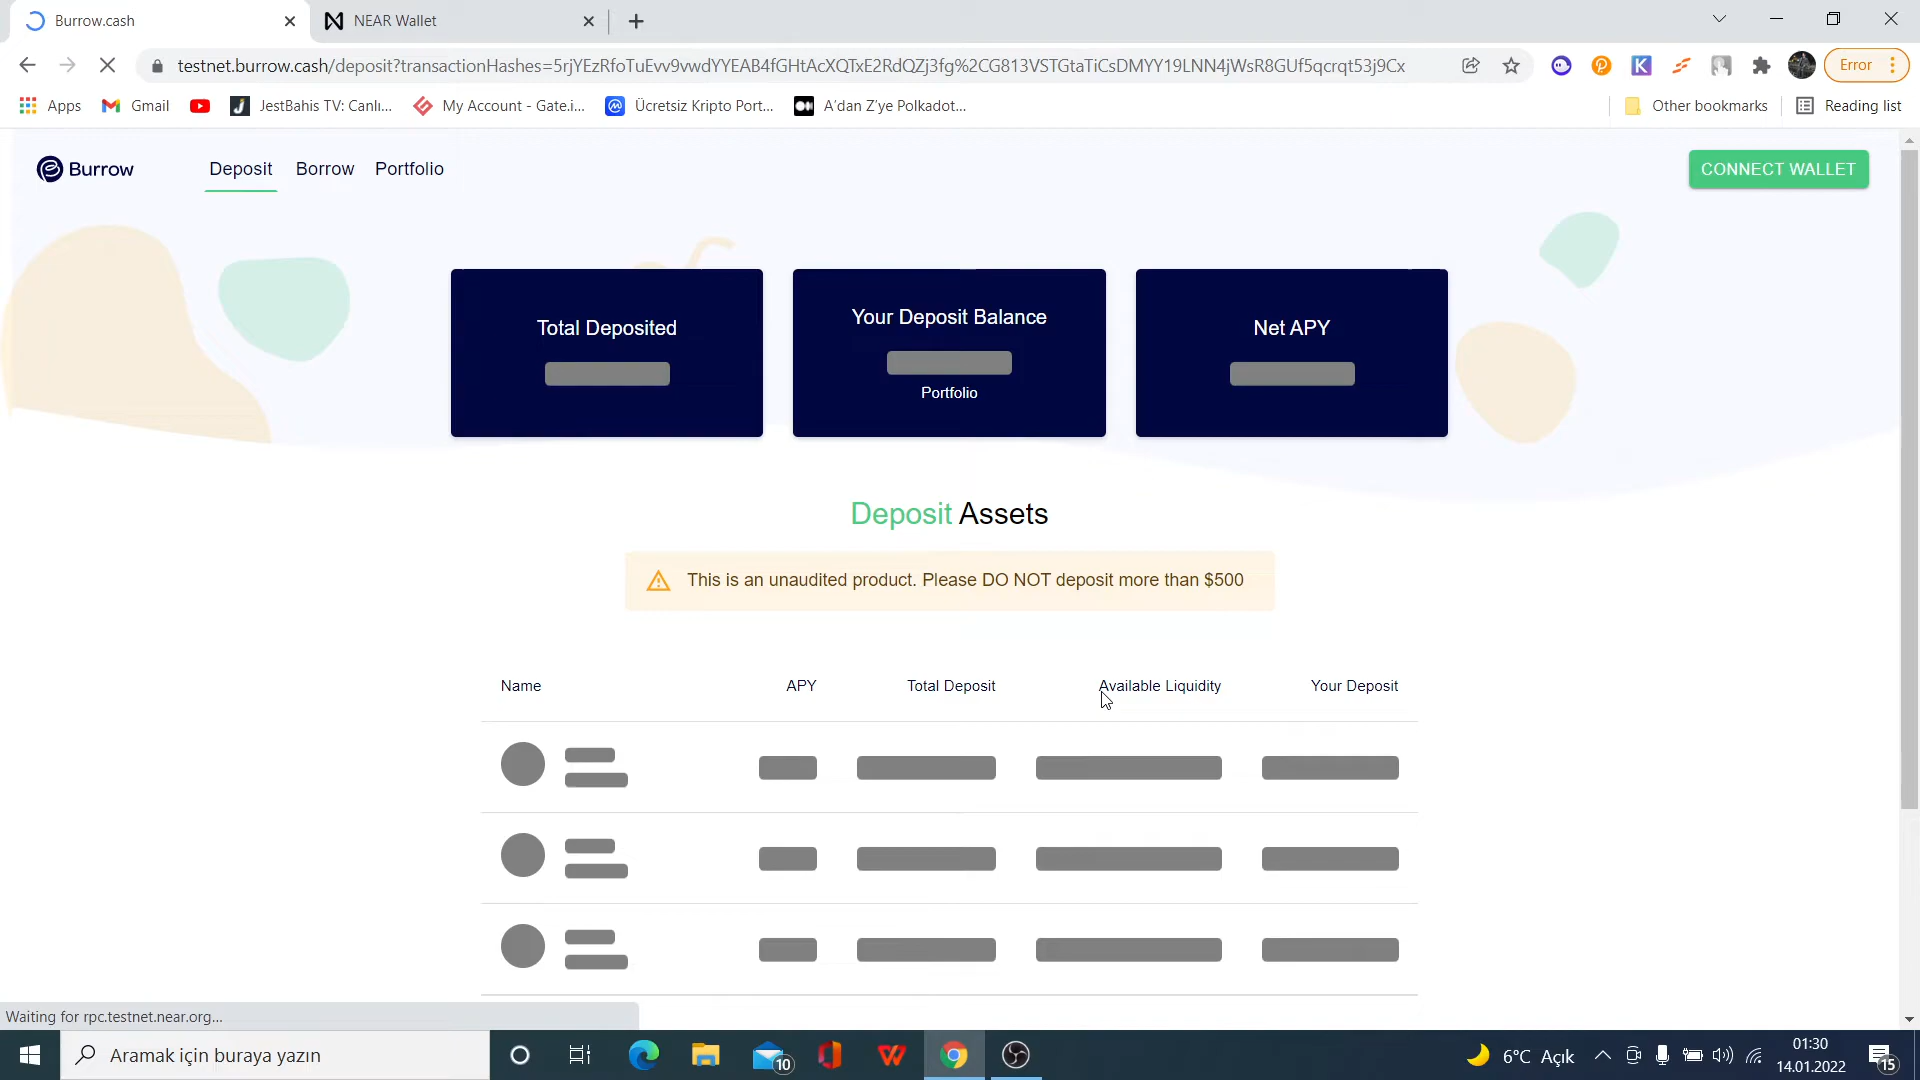 Burrow.cash
NEAR Wallet
testnet.burrow.cash/deposit?transactionHashes=5rjYEzRfoTuEvv9vwdYYEAB4fGHtAcXQTxE2RdQZj3fg%2CG813VSTGtaTiCsDMYY19LNN4jWsR8GUf5qcrqt53j9Cx
Error
Apps
Gmail
JestBahis TV: Canlı...
My Account - Gate.i...
Ücretsiz Kripto Port...
A'dan Z'ye Polkadot...
Other bookmarks
Reading list
Burrow
Deposit
Borrow
Portfolio
CONNECT WALLET
Total Deposited
Your Deposit Balance
Portfolio
Net APY
Deposit Assets
This is an unaudited product. Please DO NOT deposit more than $500
Name
APY
Total Deposit
Available Liquidity
Your Deposit
Waiting for rpc.testnet.near.org...
Aramak için buraya yazın
10
6°C Açık
01:30
14.01.2022
15